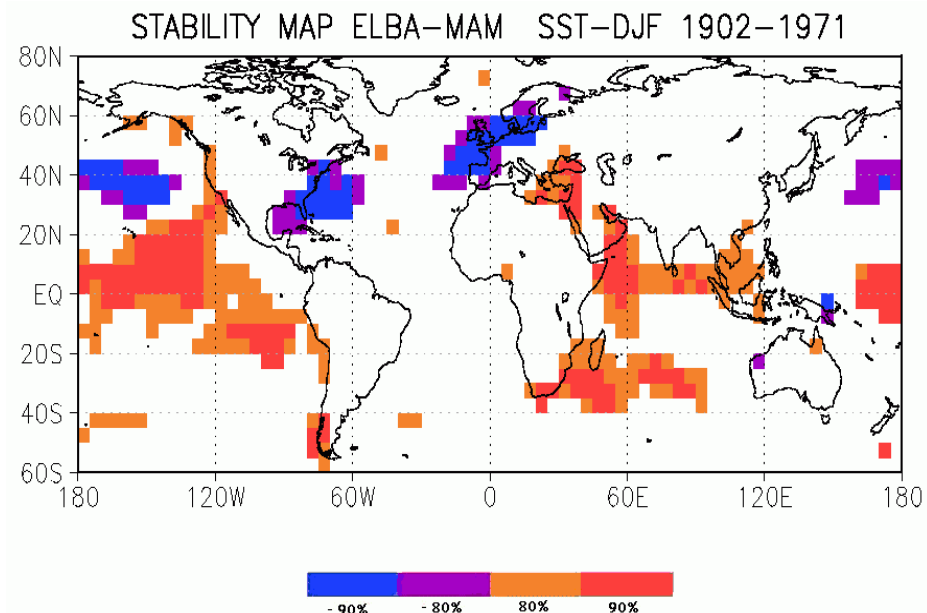 STABILITY MAP ELBA-MAM SST-DJF 1902-1971
80N
60N
40N
20N
EQ
20S
40S
60S
180 120W 60W 0 60E 120E 180
-90% -80% 80% 90%